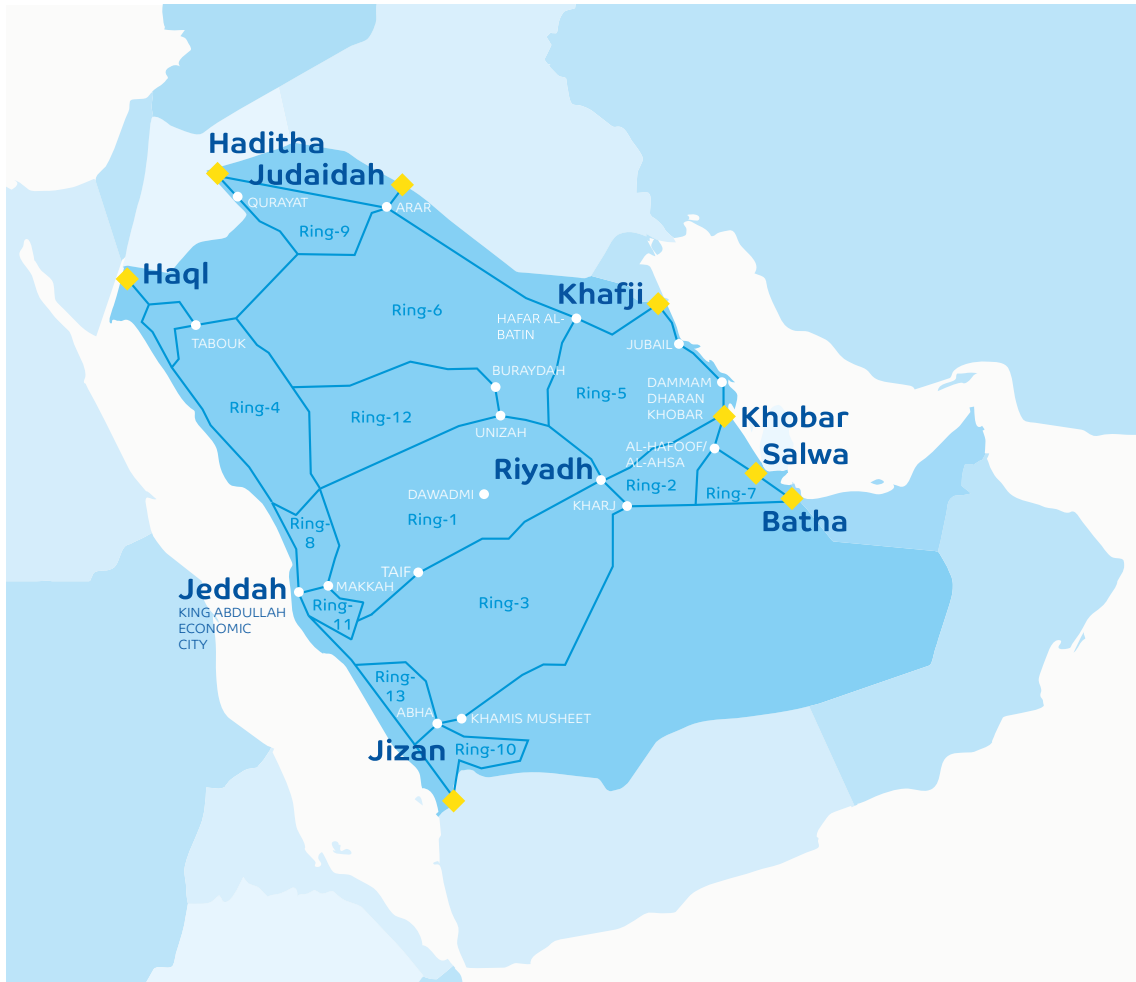 Haditha
Judaidah
QURAYAT
ARAR
Ring-9
Haql
Khafji
Ring-6
HAFAR AL-
BATIN
TABOUK
JUBAIL
BURAYDAH
DAMMAM
DHARAN
KHOBAR
Ring-5
Ring-4
Ring-12
Khobar
UNIZAH
AL-HAFOOF/
AL-AHSA
Salwa
Riyadh
Ring-2
Ring-7
DAWADMI
KHARJ
Ring-1
Batha
Ring-
8
TAIF
MAKKAH
Jeddah
KING ABDULLAH
ECONOMIC
CITY
Ring-
11
Ring-3
Ring-
13
ABHA
KHAMIS MUSHEET
Jizan
Ring-10